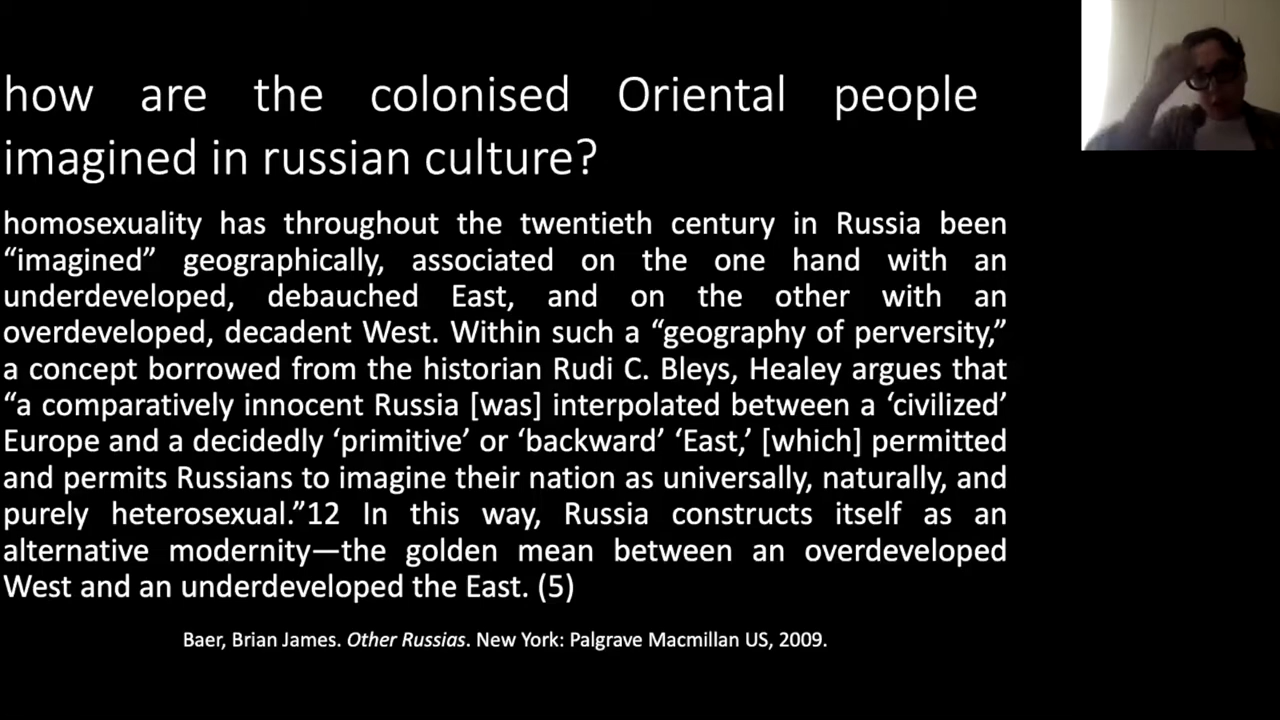 how are the colonised Oriental people
imagined in russian culture?
homosexuality has throughout the twentieth century in Russia been
“imagined” geographically, associated on the one hand with an
underdeveloped, debauched East, and on the other with an
overdeveloped, decadent West. Within such a “geography of perversity,”
a concept borrowed from the historian Rudi C. Bleys, Healey argues that
“a comparatively innocent Russia [was] interpolated between a ‘civilized’
Europe and a decidedly ‘primitive’ or ‘backward’ ‘East,’ [which] permitted
and permits Russians to imagine their nation as universally, naturally, and
purely heterosexual.”12 In this way, Russia constructs itself as an
alternative modernity—the golden mean between an overdeveloped
West and an underdeveloped the East. (5)
Baer, Brian James. Other Russias. New York: Palgrave Macmillan US, 2009.